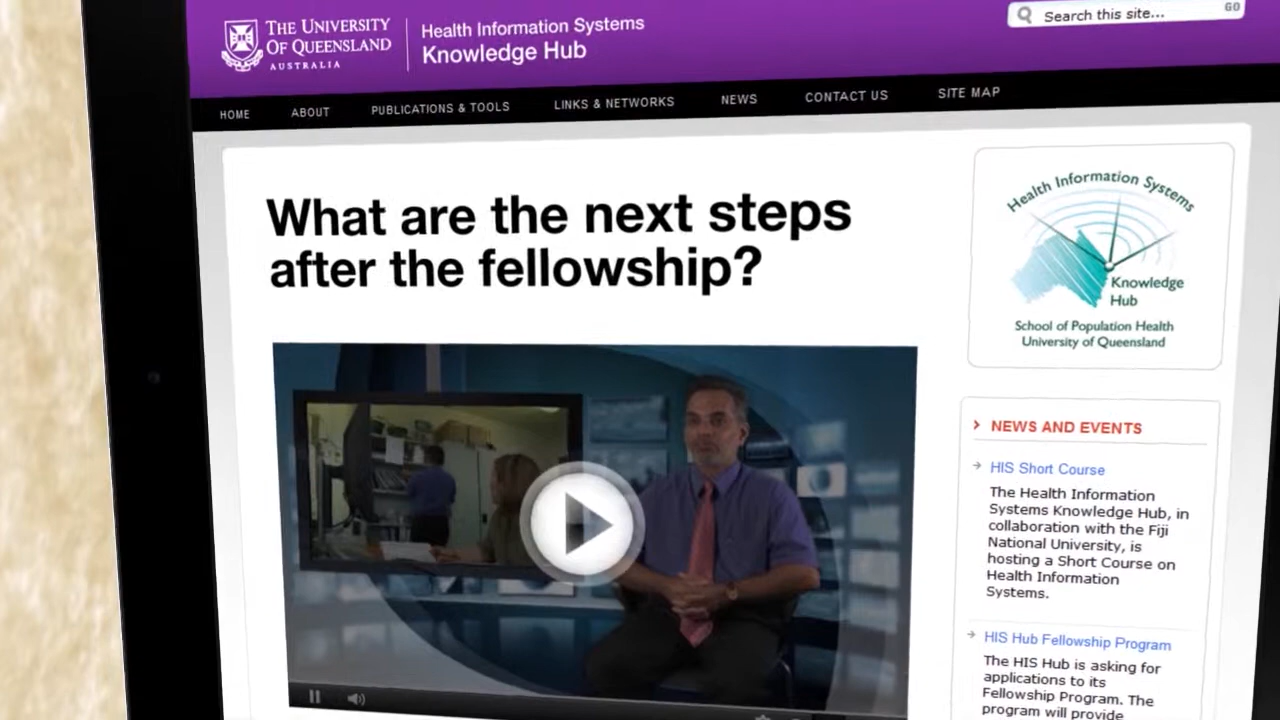 THE UNIVERSITY
OF QUEENSLAND
AUSTRALIA
Health Information Systems
Knowledge Hub
Search this site...
GO
HOME
ABOUT
PUBLICATIONS & TOOLS
LINKS & NETWORKS
NEWS
CONTACT US
SITE MAP
What are the next steps
after the fellowship?
Health Information Systems
Knowledge
Hub
School of Population Health
University of Queensland
NEWS AND EVENTS
HIS Short Course
The Health Information
Systems Knowledge Hub, in
collaboration with the Fiji
National University, is
hosting a Short Course on
Health Information
Systems.
HIS Hub Fellowship Program
The HIS Hub is asking for
applications to its
Fellowship Program. The
program will provide